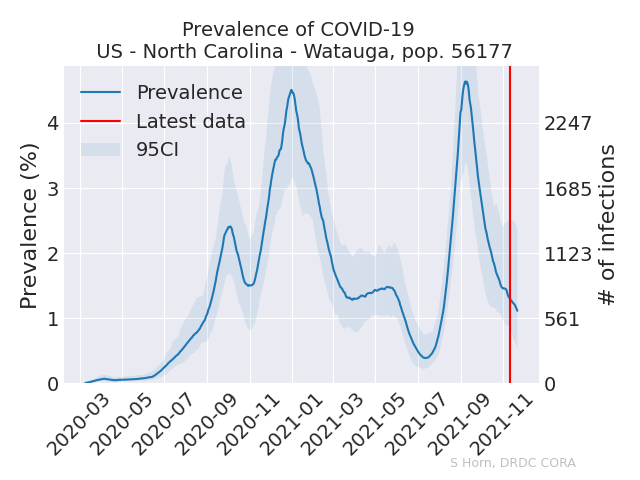 Prevalence of COVID-19
US - North Carolina - Watauga, pop. 56177
Prevalence
Latest data
95CI
Prevalence (%)
4
3
2
1
0
2247
1685
1123
561
0
# of infections
2020-03
2020-05
2020-07
2020-09
2020-11
2021-01
2021-03
2021-05
2021-07
2021-09
2021-11
S Horn, DRDC CORA